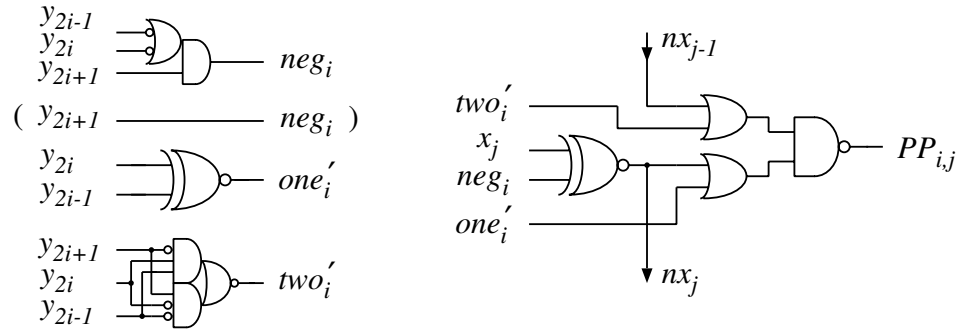 y2i-1
y2i
y2i+1
negi
( y2i+1 negi )
y2i
y2i-1
one'i
y2i+1
y2i
y2i-1
two'i
nxj-1
two'i
xj
negi
one'i
PPi,j
nxj